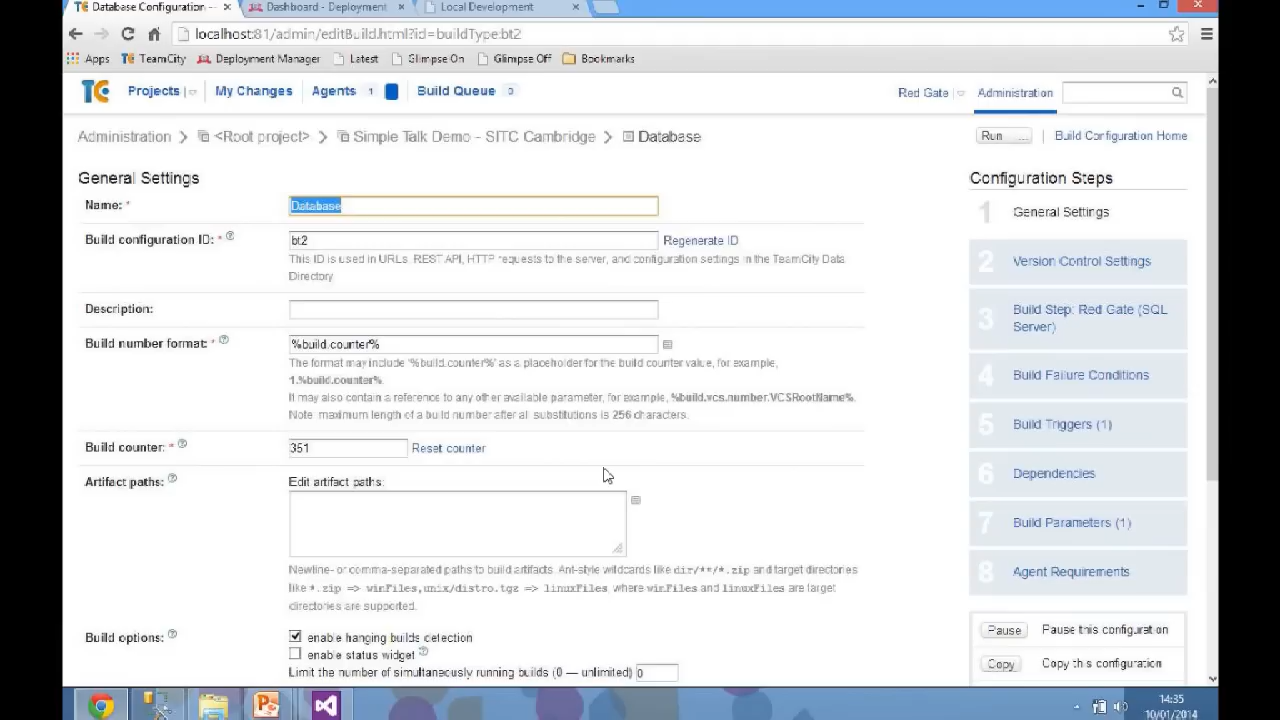 Database Configuration —
Dashboard - Deployment
Local Development
localhost:81/admin/editBuild.html?id=buildType:bt2
Apps
TeamCity
Deployment Manager
Latest
Glimpse On
Glimpse Off
Bookmarks
TC
Projects
My Changes
Agents 1
Build Queue 0
Red Gate
Administration
Administration
<Root project>
Simple Talk Demo - SITC Cambridge
Database
Run ...
Build Configuration Home
General Settings
Name: *
Database
Build configuration ID: *
bt2
Regenerate ID
This ID is used in URLs, REST API, HTTP requests to the server, and configuration settings in the TeamCity Data
Directory.
Description:
Build number format: *
%build.counter%
The format may include '%build.counter%' as a placeholder for the build counter value, for example,
1.%build.counter%.
It may also contain a reference to any other available parameter, for example, %build.vcs.number.VCSRootName%.
Note: maximum length of a build number after all substitutions is 256 characters.
Build counter: *
351
Reset counter
Artifact paths:
Edit artifact paths:
Newline- or comma-separated paths to build artifacts. Ant-style wildcards like dir/**/*.zip and target directories
like *.zip => winFiles,unix/distro.tgz => linuxFiles, where winFiles and linuxFiles are target
directories are supported.
Build options:
enable hanging builds detection
enable status widget
Limit the number of simultaneously running builds (0 — unlimited) 0
Configuration Steps
1 General Settings
2 Version Control Settings
3 Build Step: Red Gate (SQL
Server)
4 Build Failure Conditions
5 Build Triggers (1)
6 Dependencies
7 Build Parameters (1)
8 Agent Requirements
Pause
Pause this configuration
Copy
Copy this configuration
14:35
10/01/2014